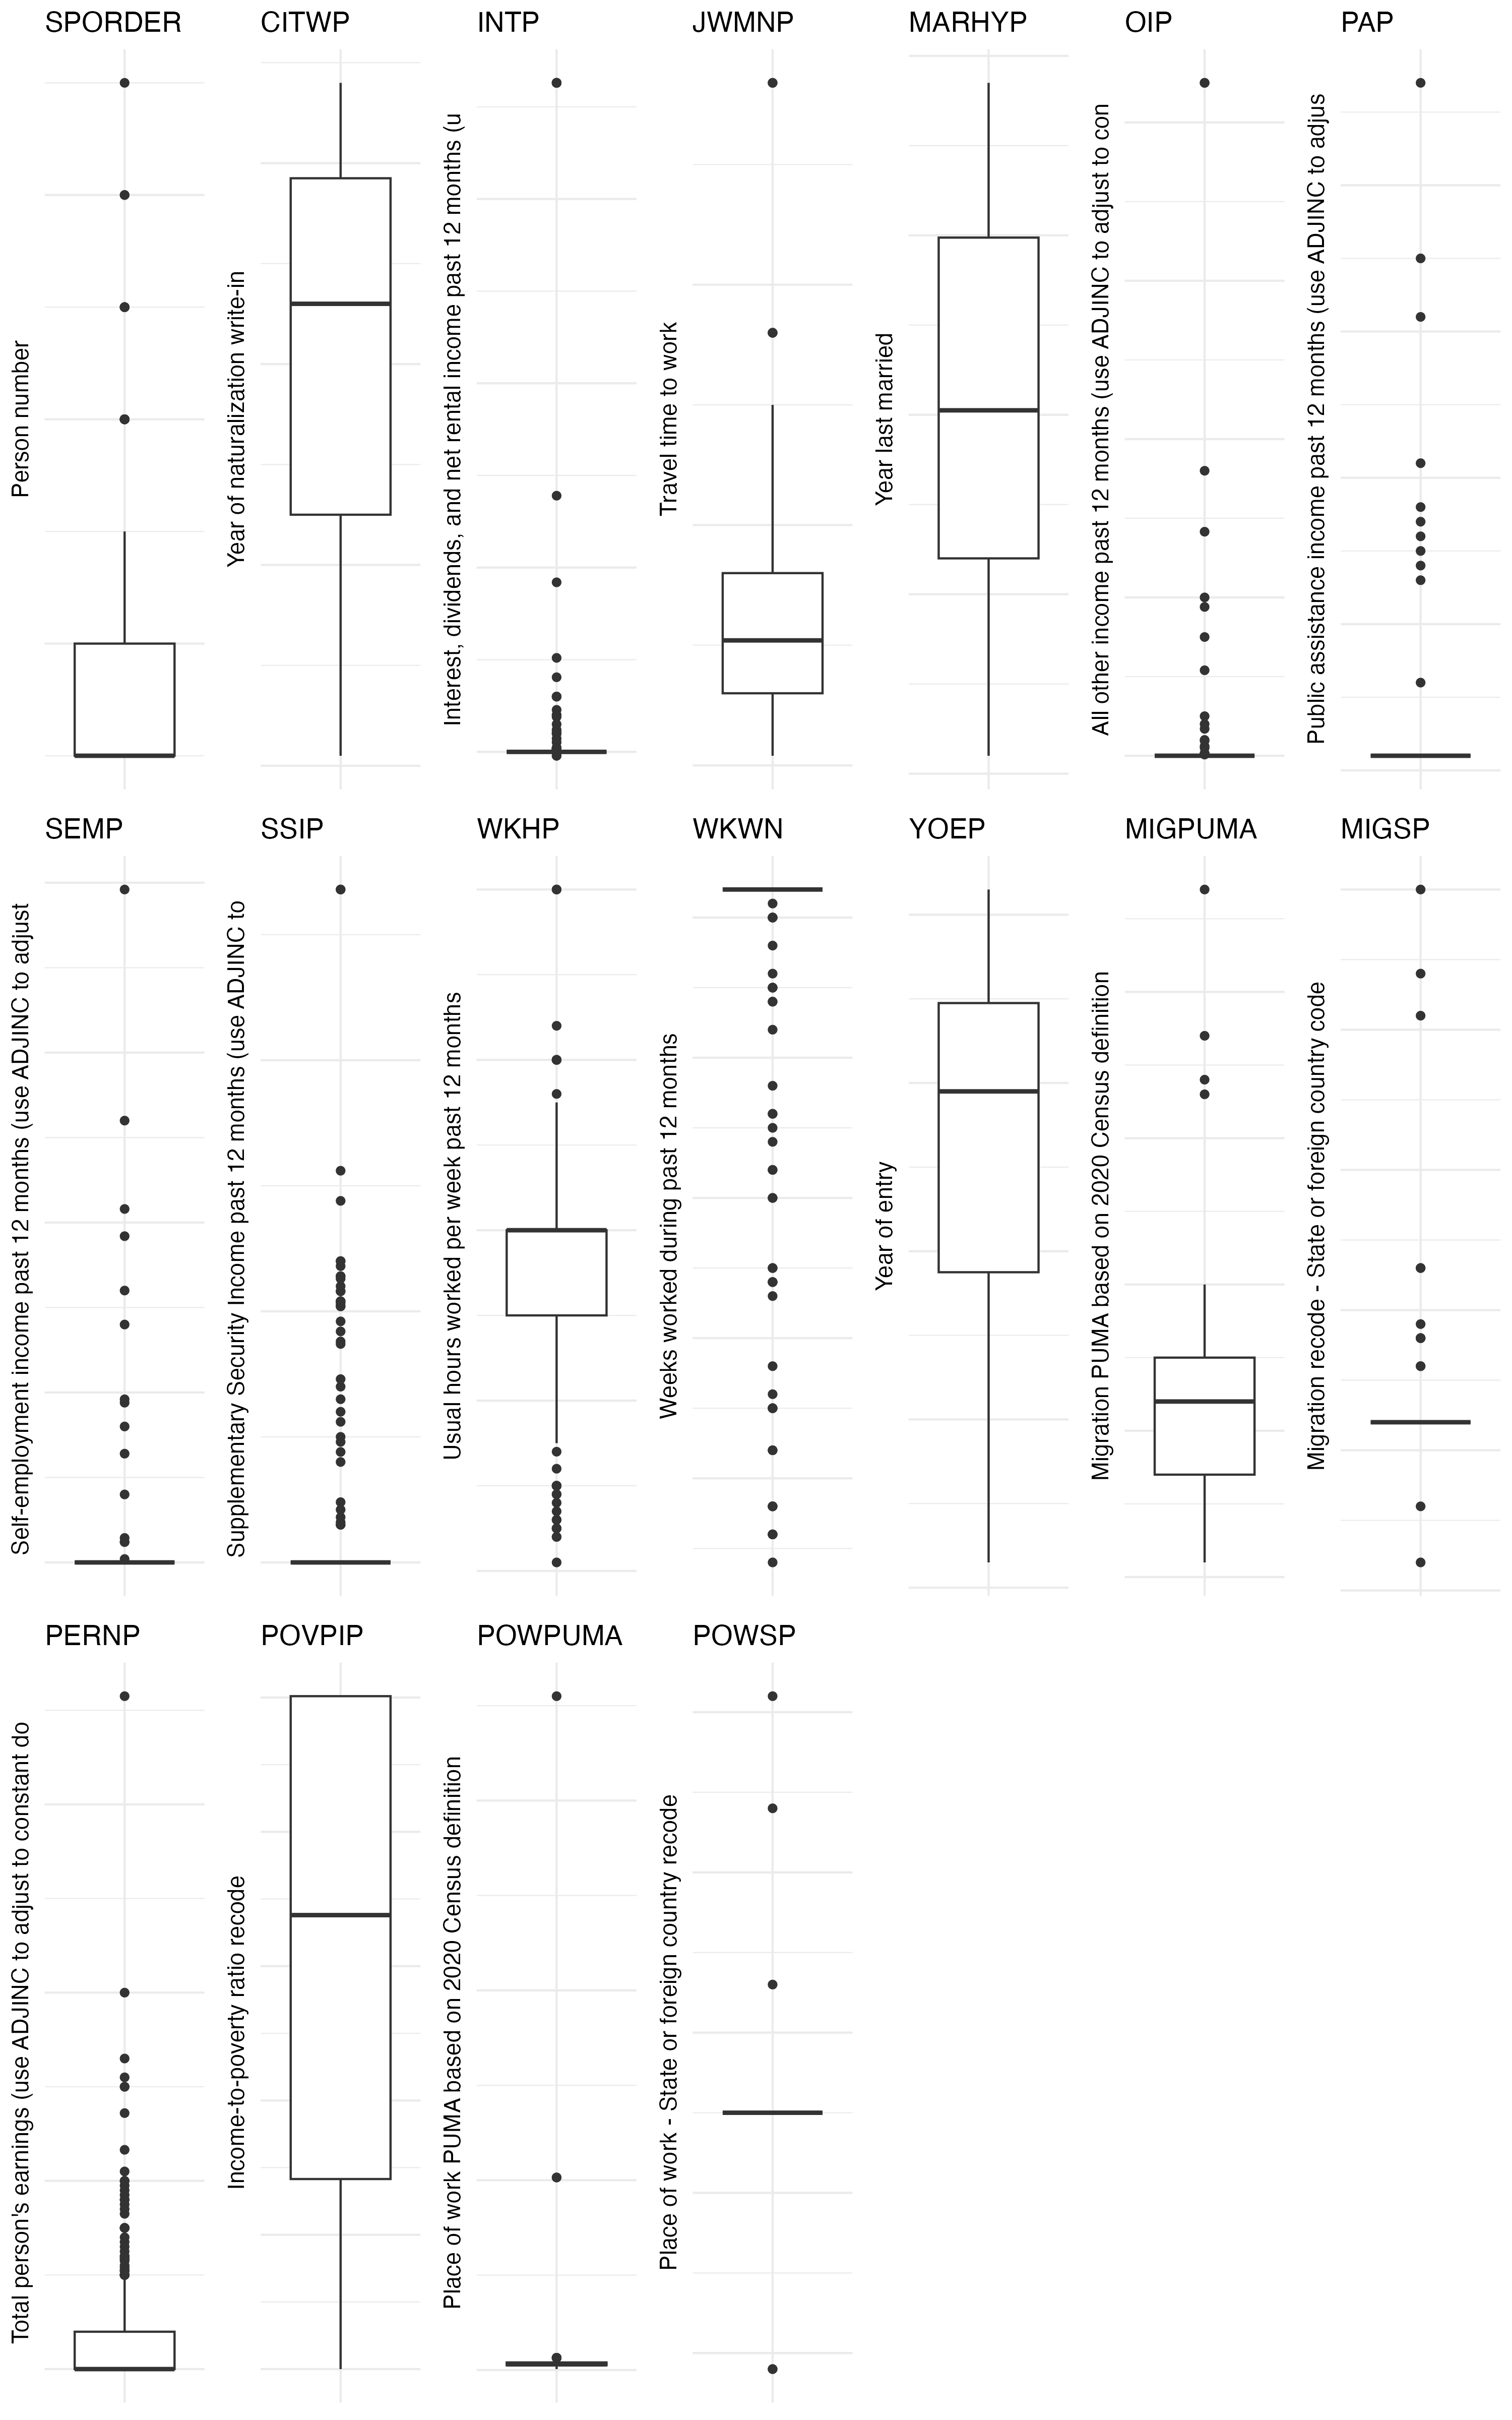 SPORDER
CITWP
INTP
JWMNP
MARHYP
OIP
PAP
Person number
Year of naturalization write-in
Interest, dividends, and net rental income past 12 months (u
Travel time to work
Year last married
All other income past 12 months (use ADJINC to adjust to con
Public assistance income past 12 months (use ADJINC to adjus
SEMP
SSIP
WKHP
WKWN
YOEP
MIGPUMA
MIGSP
Self-employment income past 12 months (use ADJINC to adjust
Supplementary Security Income past 12 months (use ADJINC to
Usual hours worked per week past 12 months
Weeks worked during past 12 months
Year of entry
Migration PUMA based on 2020 Census definition
Migration recode - State or foreign country code
PERNP
POVPIP
POWPUMA
POWSP
Total person's earnings (use ADJINC to adjust to constant do
Income-to-poverty ratio recode
Place of work PUMA based on 2020 Census definition
Place of work - State or foreign country recode